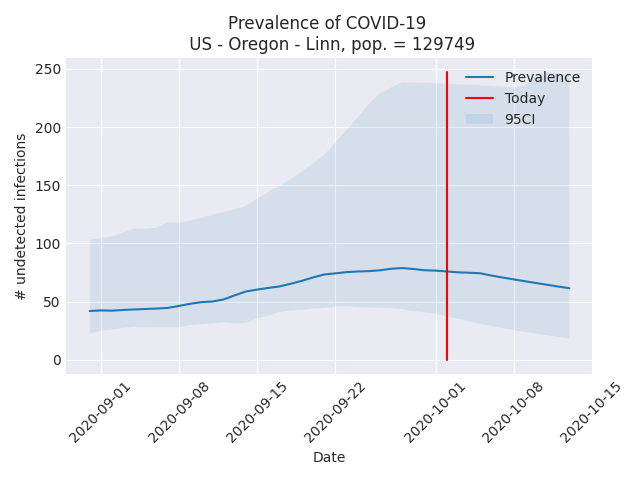 Prevalence of COVID-19
US - Oregon - Linn, pop. = 129749
# undetected infections
250
200
150
100
50
0
Prevalence
Today
95CI
2020-09-01
2020-09-08
2020-09-15
2020-09-22
2020-10-01
2020-10-08
2020-10-15
Date